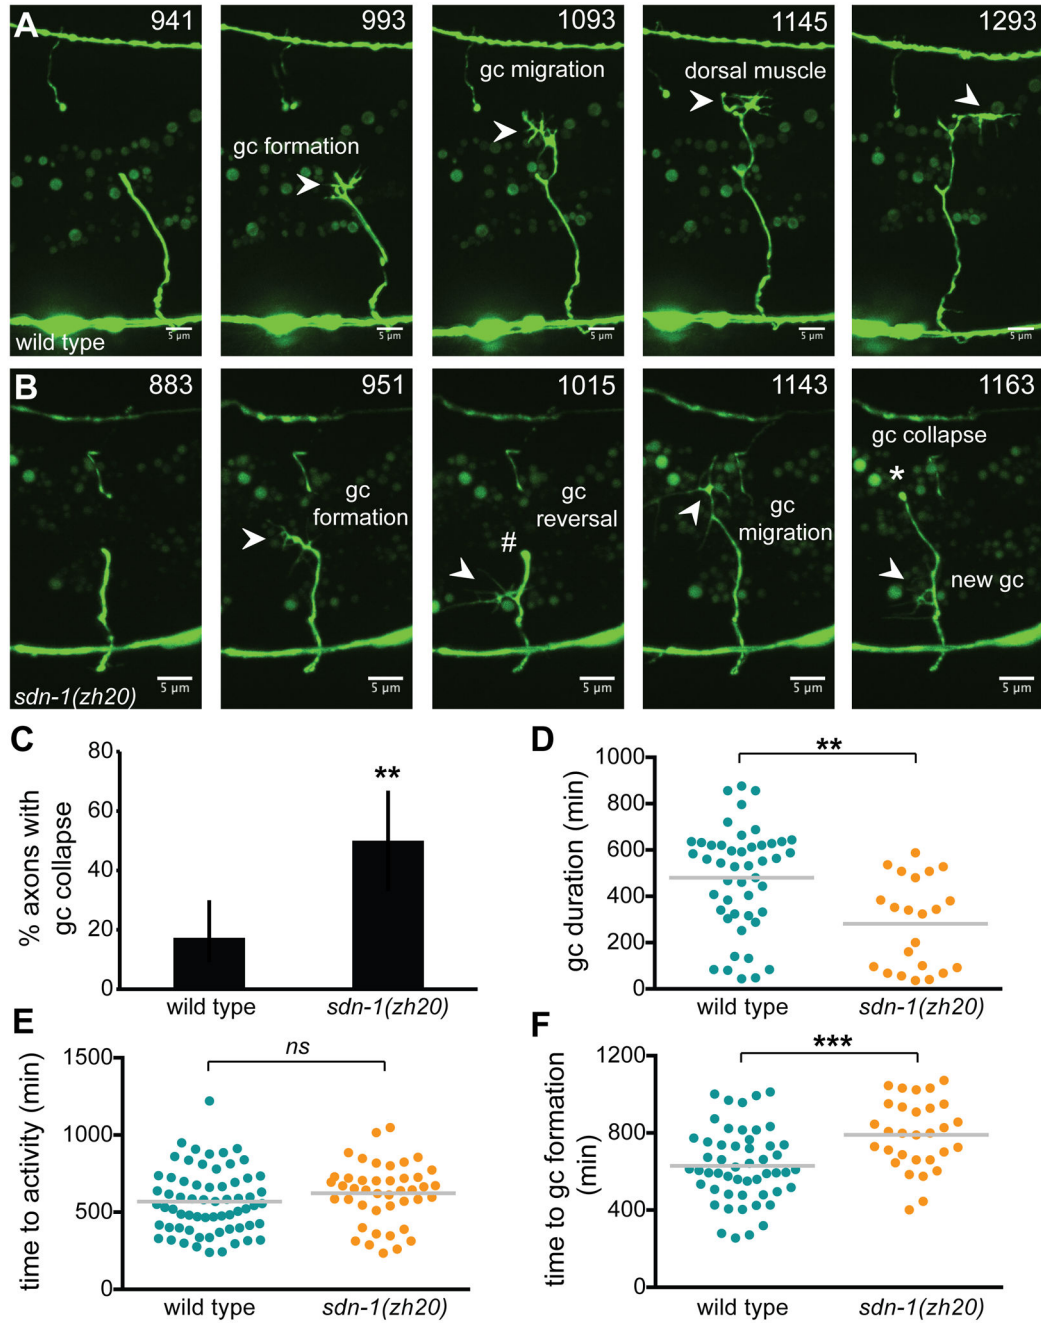 A
941
993
1093
1145
1293
gc formation
gc migration
dorsal muscle
wild type
5 µm
5 µm
5 µm
5 µm
5 µm
B
883
951
1015
1143
1163
gc
formation
gc
reversal
#
gc
migration
gc collapse
*
new gc
sdn-1(zh20)
5 µm
5 µm
5 µm
5 µm
5 µm
C
% axons with
gc collapse
80
60
40
20
0
**
wild type
sdn-1(zh20)
D
gc duration (min)
1000
800
600
400
200
0
**
wild type
sdn-1(zh20)
E
time to activity (min)
1500
1000
500
0
ns
wild type
sdn-1(zh20)
F
time to gc formation
(min)
1200
800
400
0
***
wild type
sdn-1(zh20)